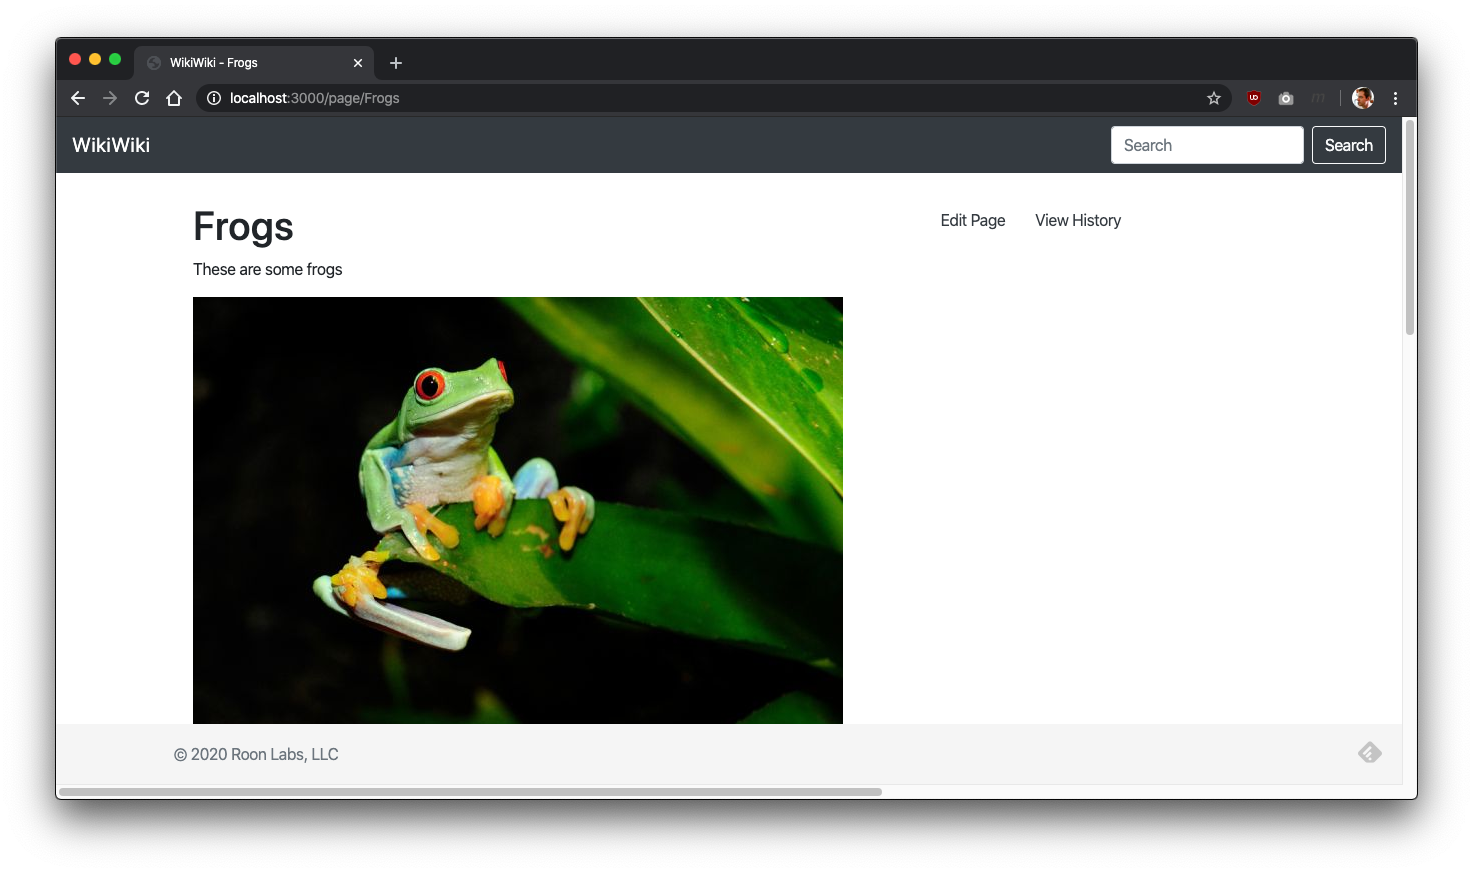 WikiWiki - Frogs
localhost:3000/page/Frogs
UD
m
WikiWiki
Search
Search
Frogs
Edit Page
View History
These are some frogs
© 2020 Roon Labs, LLC